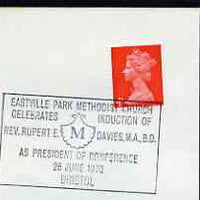 EASTVILLE PARK METHODIST CHURCH
CELEBRATES INDUCTION OF
REV. RUPERT E. M DAVIES, M.A., B.D.
AS PRESIDENT OF CONFERENCE
26 JUNE 1970
BRISTOL